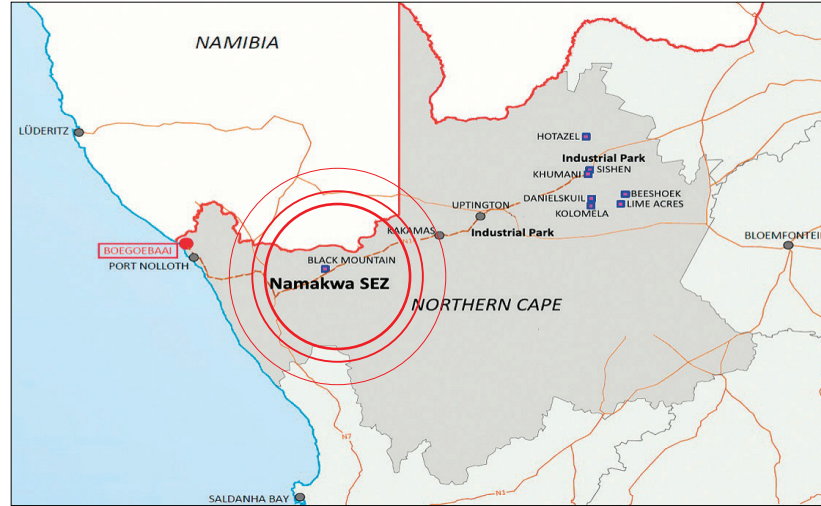 NAMIBIA
LÜDERITZ
HOTAZEL
Industrial Park
SISHEN
KHUMANI
DANIELSKUIL
BEESHOEK
LIME ACRES
KOLOMELA
UPTINGTON
KAKAMAS
Industrial Park
BLOEMFONTEIN
BOEGOEBAAI
PORT NOLLOTH
BLACK MOUNTAIN
Namakwa SEZ
NORTHERN CAPE
N7
N1
SALDANHA BAY